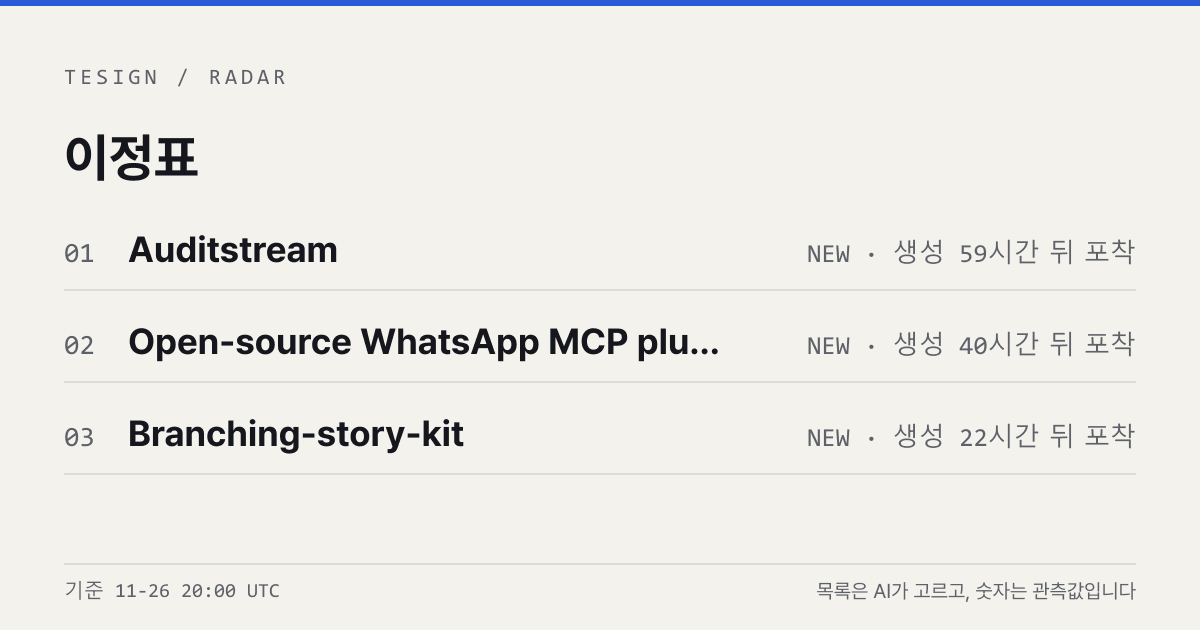 TESIGN / RADAR
이정표
01 Auditstream NEW · 생성 59시간 뒤 포착
02 Open-source WhatsApp MCP plu... NEW · 생성 40시간 뒤 포착
03 Branching-story-kit NEW · 생성 22시간 뒤 포착
기준 11-26 20:00 UTC 목록은 AI가 고르고, 숫자는 관측값입니다